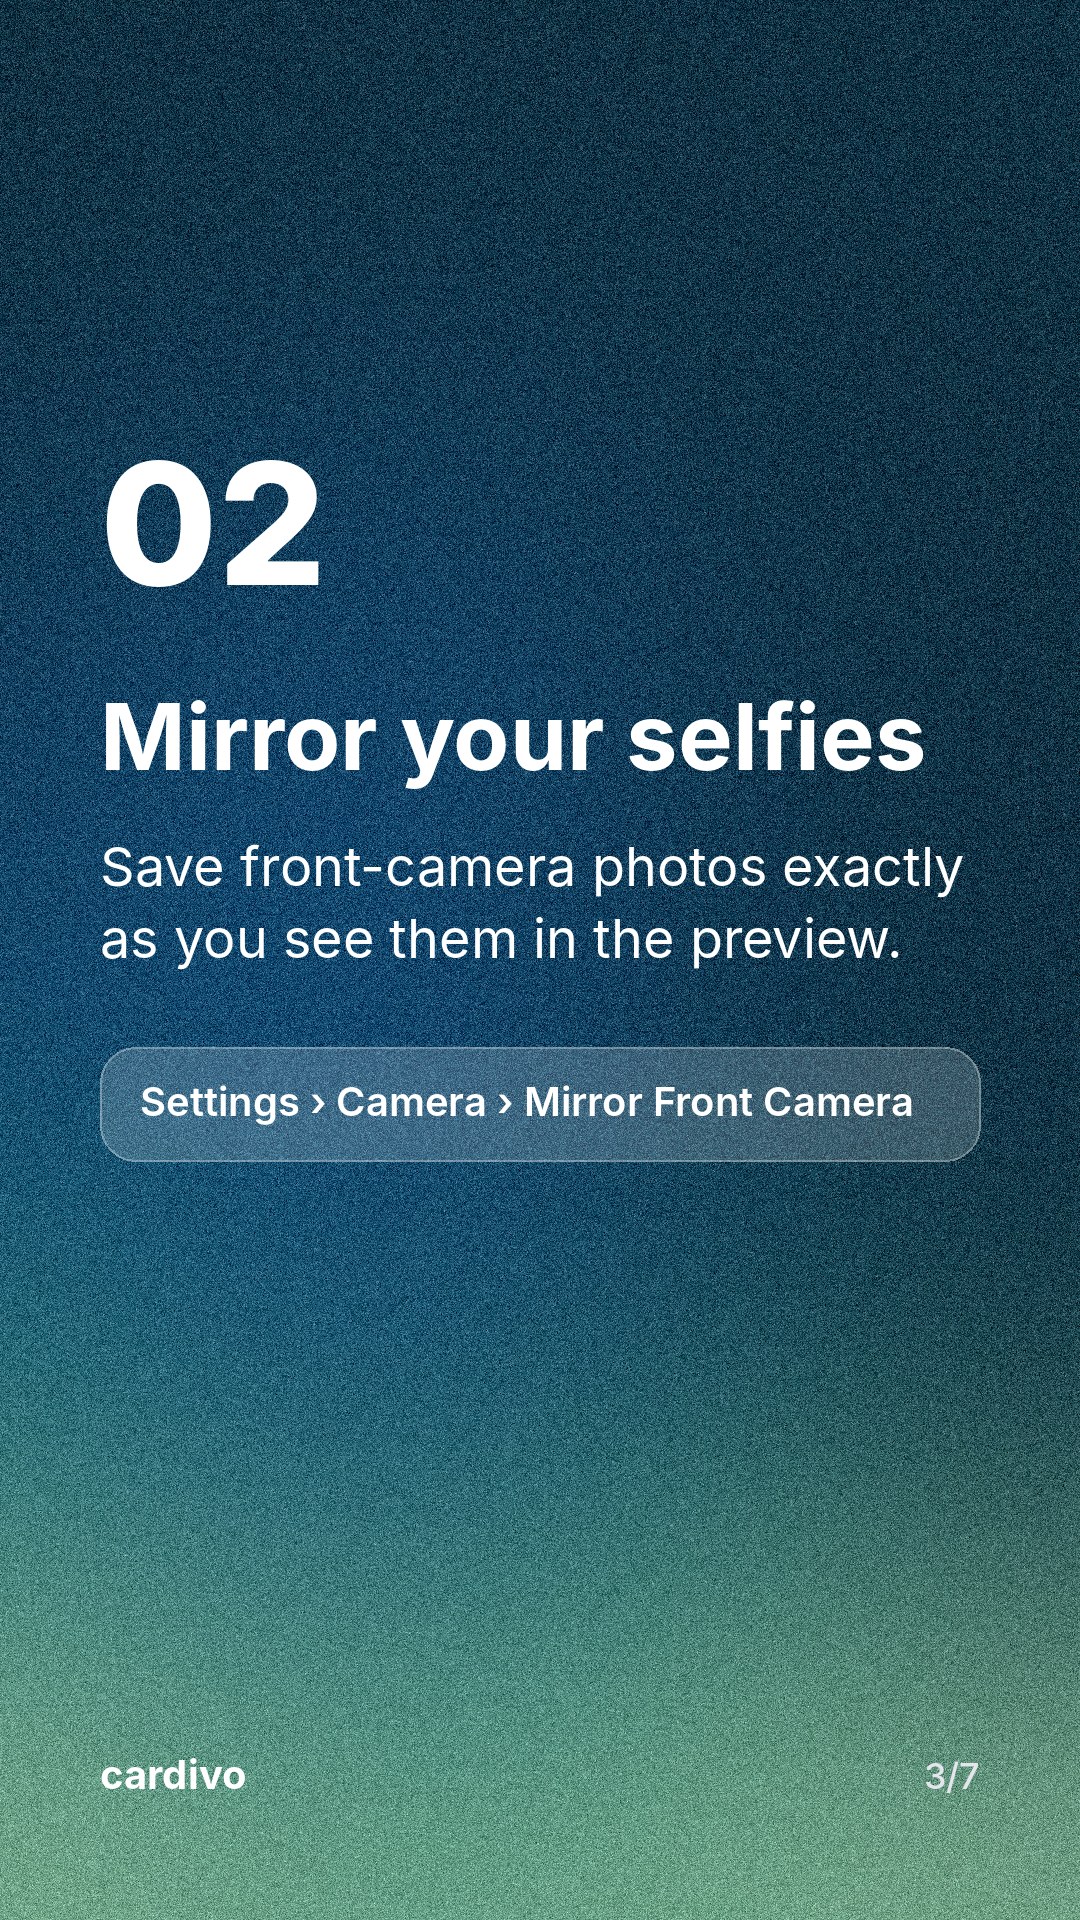 02
Mirror your selfies
Save front-camera photos exactly
as you see them in the preview.
Settings › Camera › Mirror Front Camera
cardivo
3/7